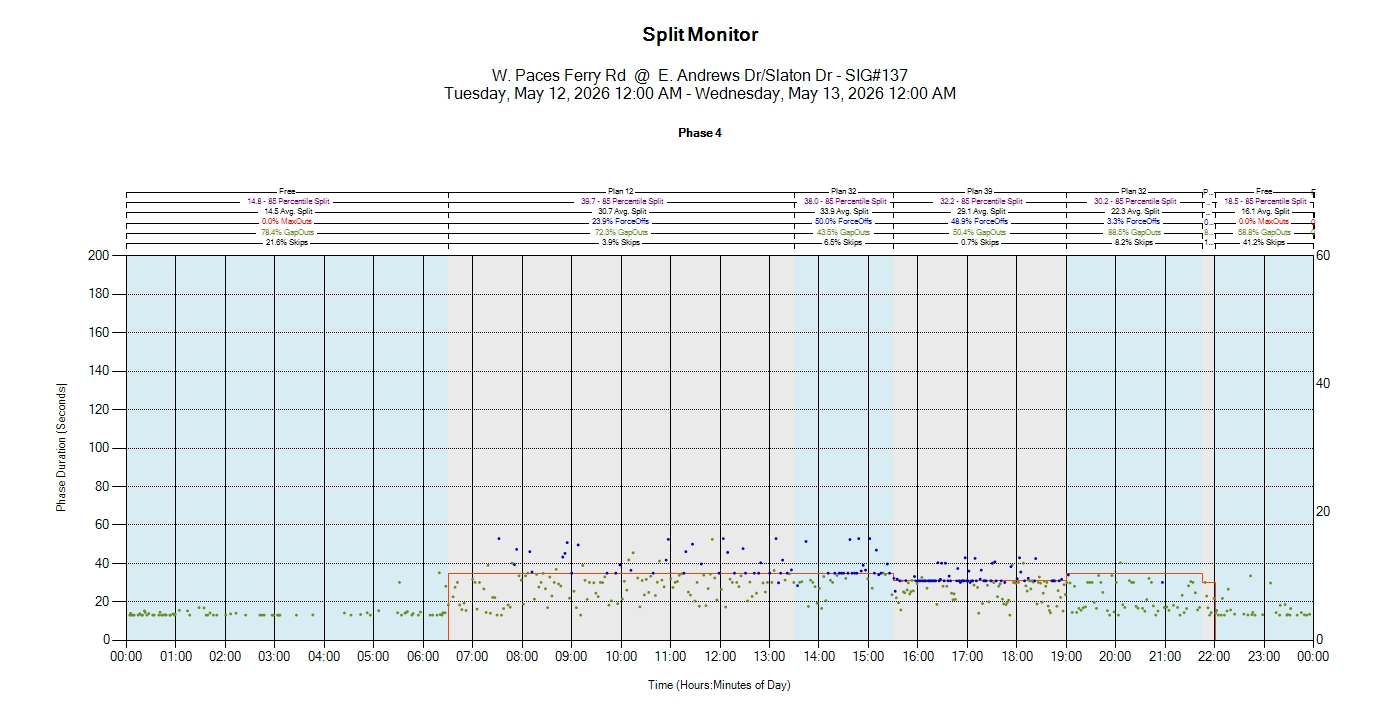 Split Monitor
W. Paces Ferry Rd @ E. Andrews Dr/Slaton Dr - SIG#137
Tuesday, May 12, 2026 12:00 AM - Wednesday, May 13, 2026 12:00 AM
Phase 4
Free Plan 12 Plan 32 Plan 39 Plan 32 P... Free F
14.8 - 85 Percentile Split 39.7 - 85 Percentile Split 38.0 - 85 Percentile Split 32.2 - 85 Percentile Split 30.2 - 85 Percentile Split 18.5 - 85 Percentile Split
14.5 Avg. Split 30.7 Avg. Split 33.9 Avg. Split 29.1 Avg. Split 22.3 Avg. Split 16.1 Avg. Split
0.0% MaxOuts 23.9% ForceOffs 50.0% ForceOffs 48.9% ForceOffs 3.3% ForceOffs 0... 0.0% MaxOuts
78.4% GapOuts 72.3% GapOuts 43.5% GapOuts 50.4% GapOuts 88.5% GapOuts 8... 58.8% GapOuts
21.6% Skips 3.9% Skips 6.5% Skips 0.7% Skips 8.2% Skips 1... 41.2% Skips
200 60
180
160
140 40
120
100
80
60 20
40
20
0 0
Phase Duration (Seconds)
00:00 01:00 02:00 03:00 04:00 05:00 06:00 07:00 08:00 09:00 10:00 11:00 12:00 13:00 14:00 15:00 16:00 17:00 18:00 19:00 20:00 21:00 22:00 23:00 00:00
Time (Hours:Minutes of Day)